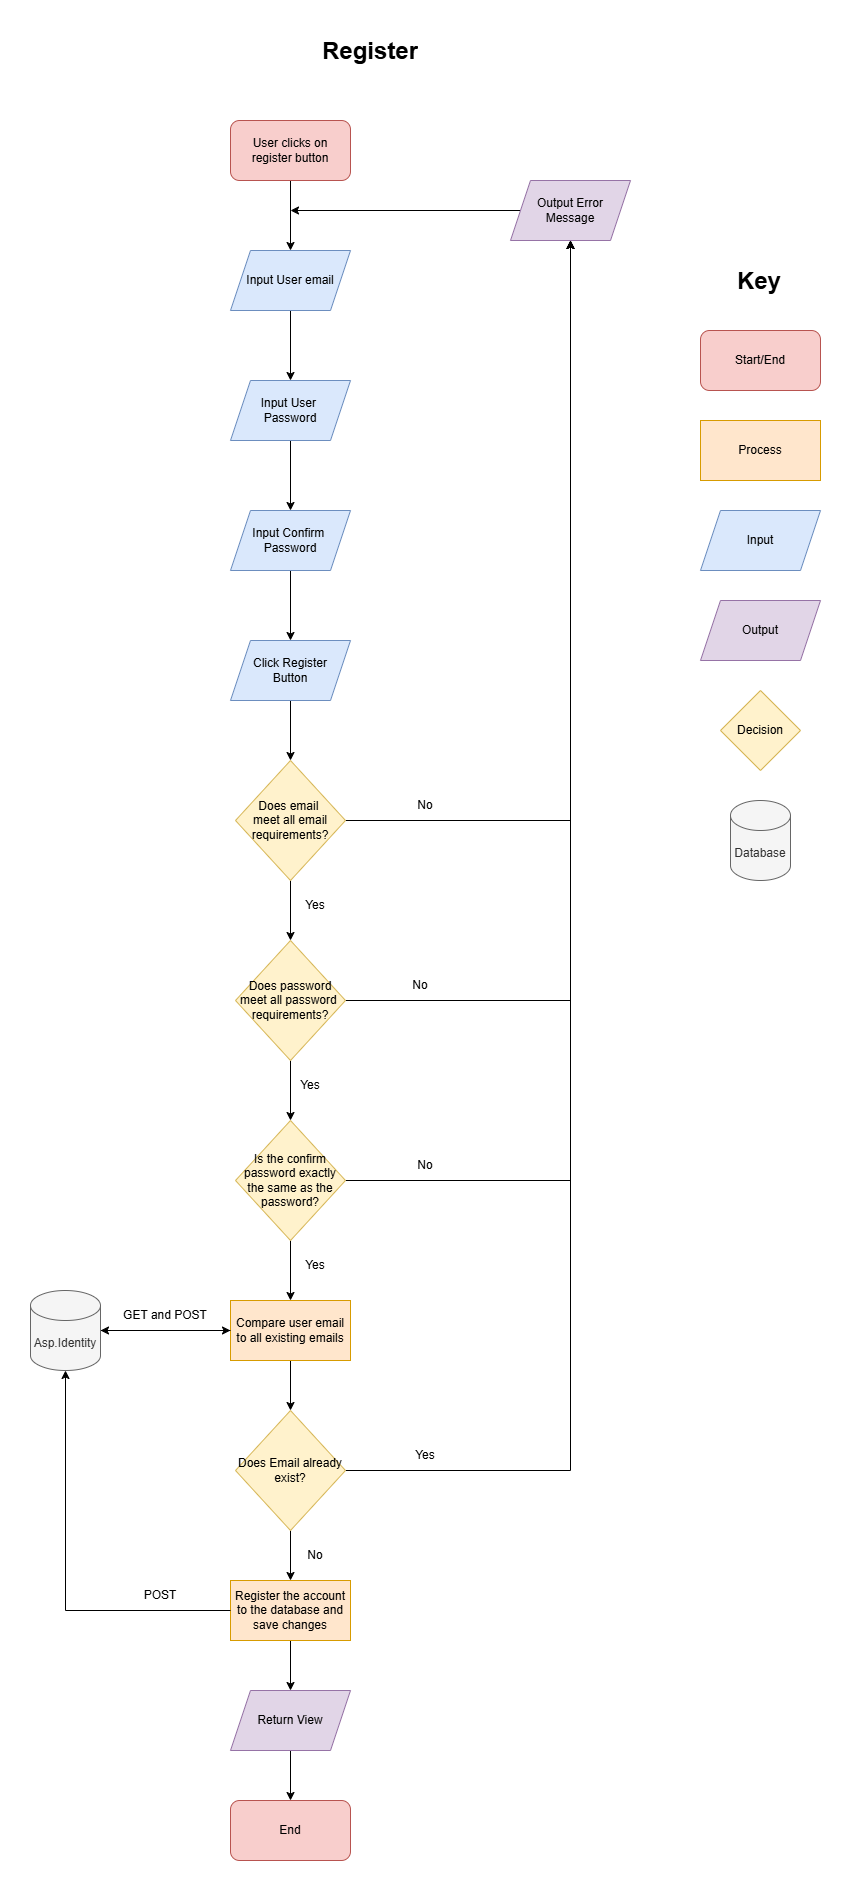 Register
User clicks on
register button
Output Error
Message
Input User email
Key
Start/End
Input User
Password
Process
Input Confirm
Password
Input
Output
Click Register
Button
Decision
Does email
meet all email
requirements?
No
Database
Yes
Does password
meet all password
requirements?
No
Yes
Is the confirm
password exactly
the same as the
password?
No
Yes
Asp.Identity
GET and POST
Compare user email
to all existing emails
Does Email already
exist?
Yes
No
POST
Register the account
to the database and
save changes
Return View
End